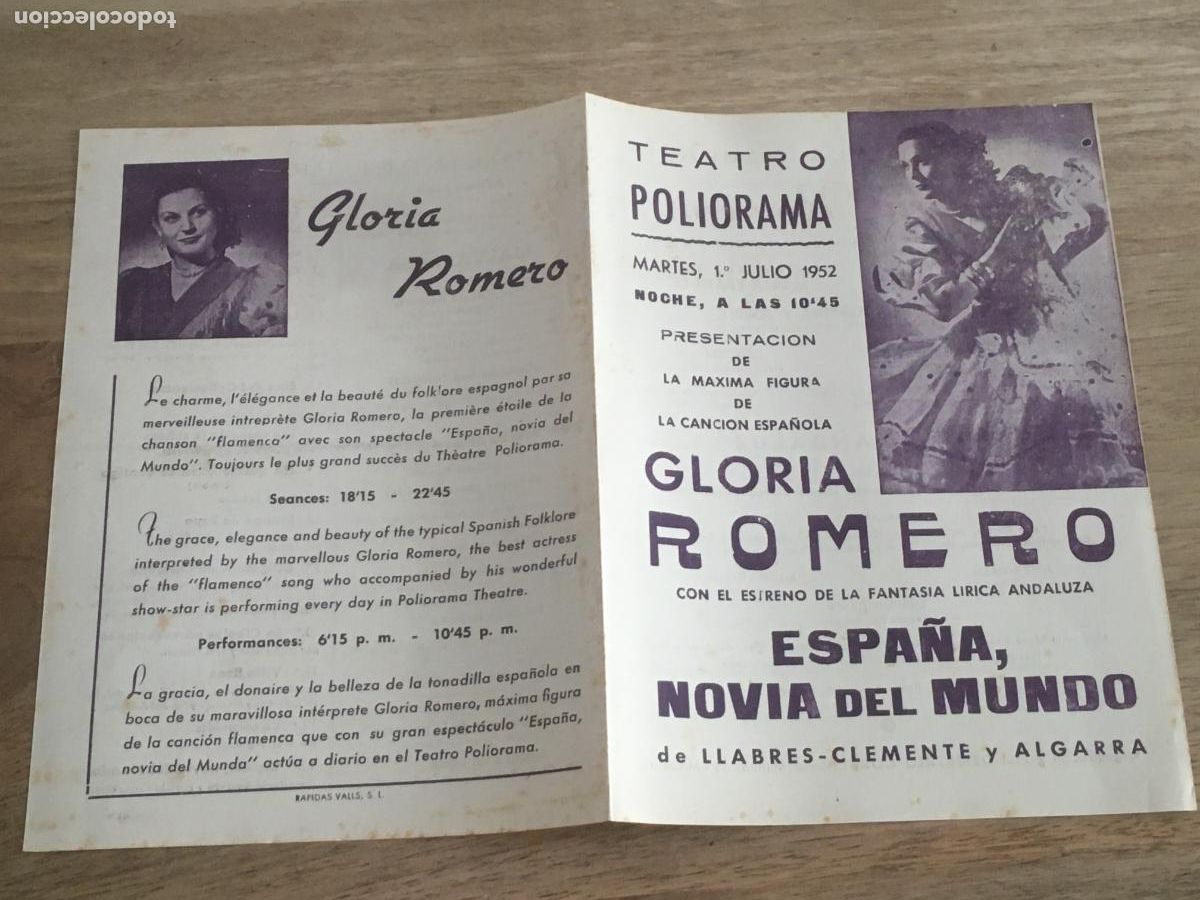 todocoleccion
Gloria
Romero
Le charme, l'élégance et la beauté du folk'ore espagnol par sa
merveilleuse intreprète Gloria Romero, la première étoile de la
chanson "flamenca" avec son spectacle "España, novia del
Mundo". Toujours le plus grand succès du Thèatre Poliorama.
Seances: 18'15 - 22'45
The grace, elegance and beauty of the typical Spanish Folklore
interpreted by the marvellous Gloria Romero, the best actress
of the "flamenco" song who accompanied by his wonderful
show-star is performing every day in Poliorama Theatre.
Performances: 6'15 p. m. - 10'45 p. m.
La gracia, el donaire y la belleza de la tonadilla española en
boca de su maravillosa intérprete Gloria Romero, máxima figura
de la canción flamenca que con su gran espectáculo "España,
novia del Munda" actúa a diario en el Teatro Poliorama.
RAPIDAS VALLS, S. L.
TEATRO
POLIORAMA
MARTES, 1.º JULIO 1952
NOCHE, A LAS 10'45
PRESENTACION
DE
LA MAXIMA FIGURA
DE
LA CANCION ESPAÑOLA
GLORIA
ROMERO
CON EL ESTRENO DE LA FANTASIA LIRICA ANDALUZA
ESPAÑA,
NOVIA DEL MUNDO
de LLABRES-CLEMENTE y ALGARRA